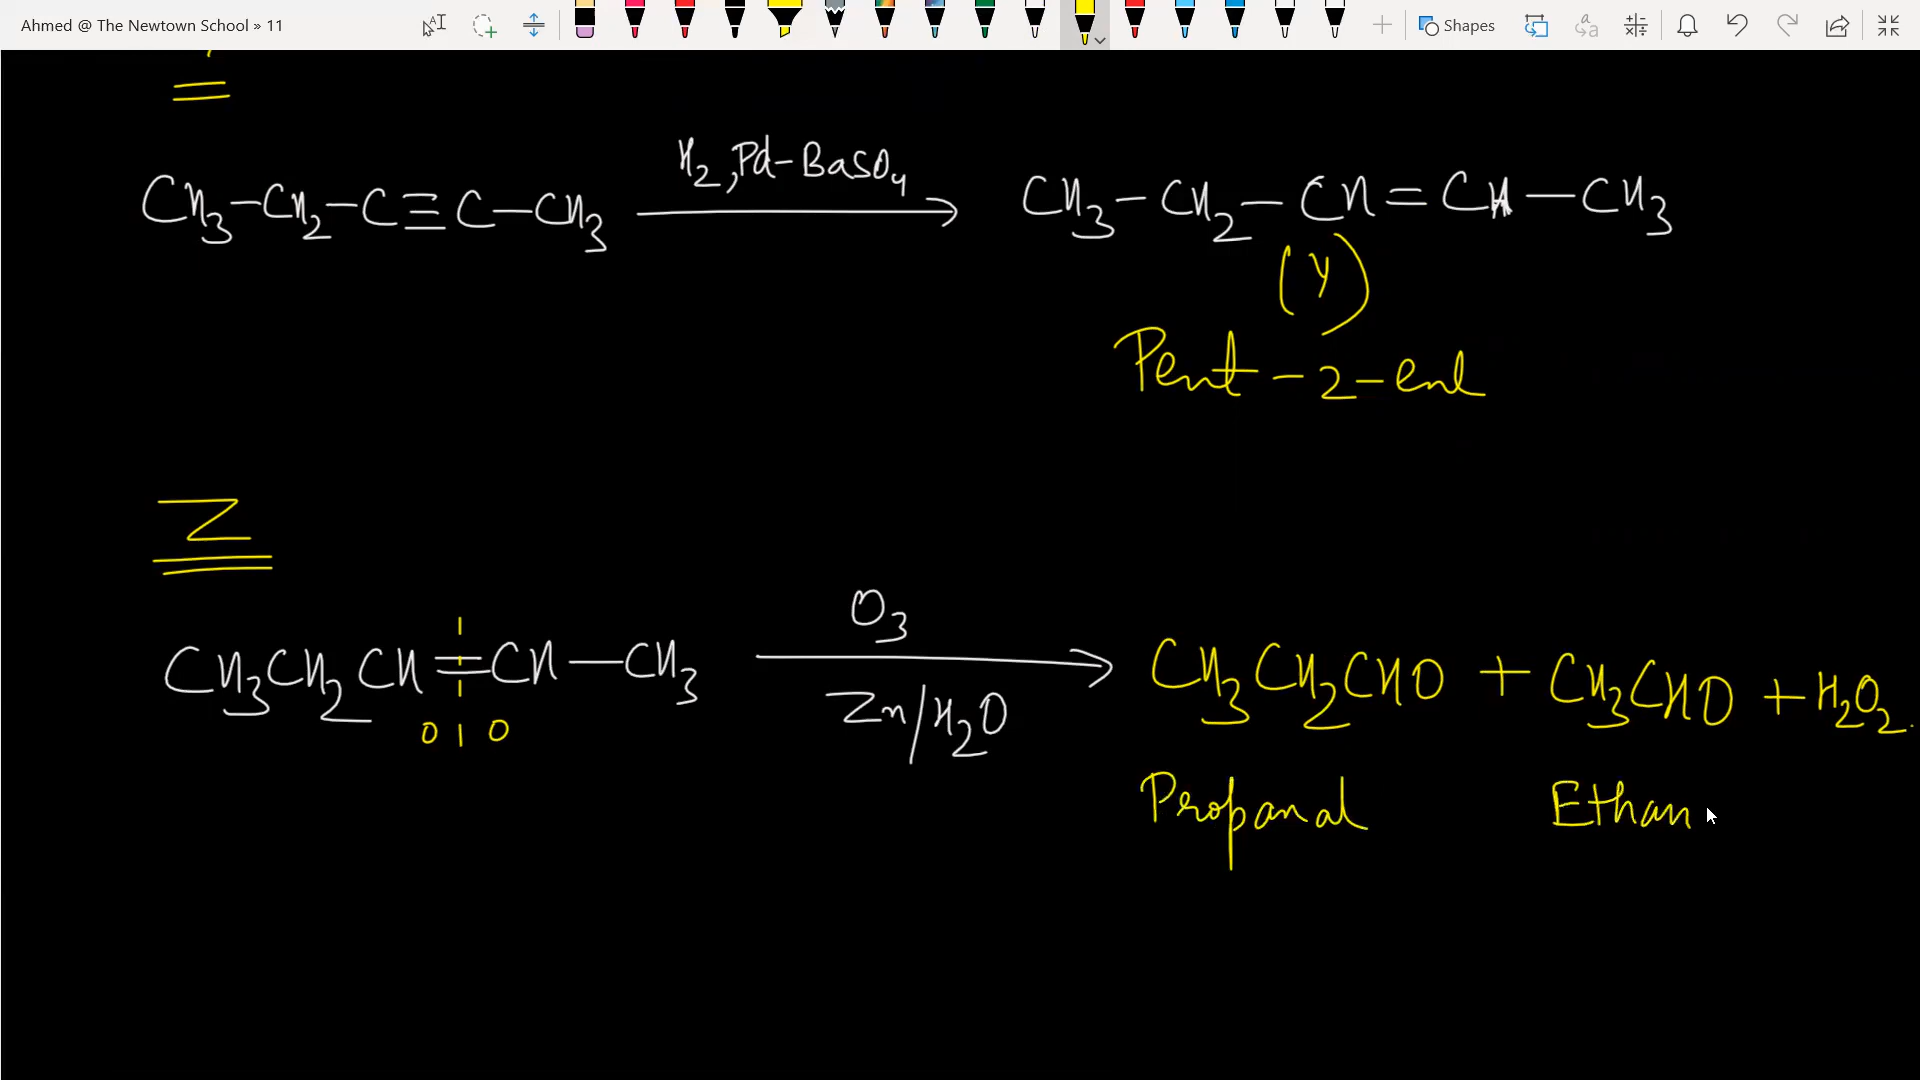 Ahmed @ The Newtown School » 11
Shapes
CH₃-CH₂-C≡C-CH₃ H₂,Pd-BaSO₄ → CH₃-CH₂-CH=CH-CH₃
(Y)
Pent-2-ene
Z
CH₃CH₂CH=CH-CH₃ O₃ → CH₃CH₂CHO + CH₃CHO + H₂O₂.
Zn/H₂O
O | O
Propanal Ethan